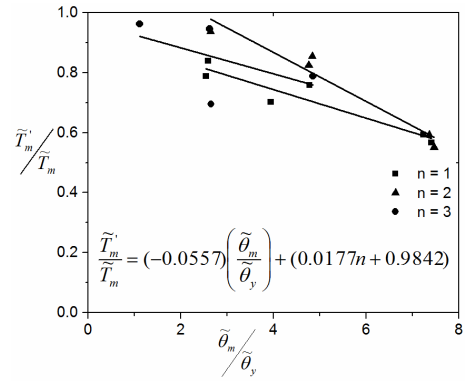 1.0
0.8
0.6
0.4
0.2
0.0
T̃'ₘ/T̃ₘ
n = 1
n = 2
n = 3
T̃'ₘ/T̃ₘ = (-0.0557)(θ̃ₘ/θ̃ᵧ) + (0.0177n + 0.9842)
0 2 4 6 8
θ̃ₘ/θ̃ᵧ